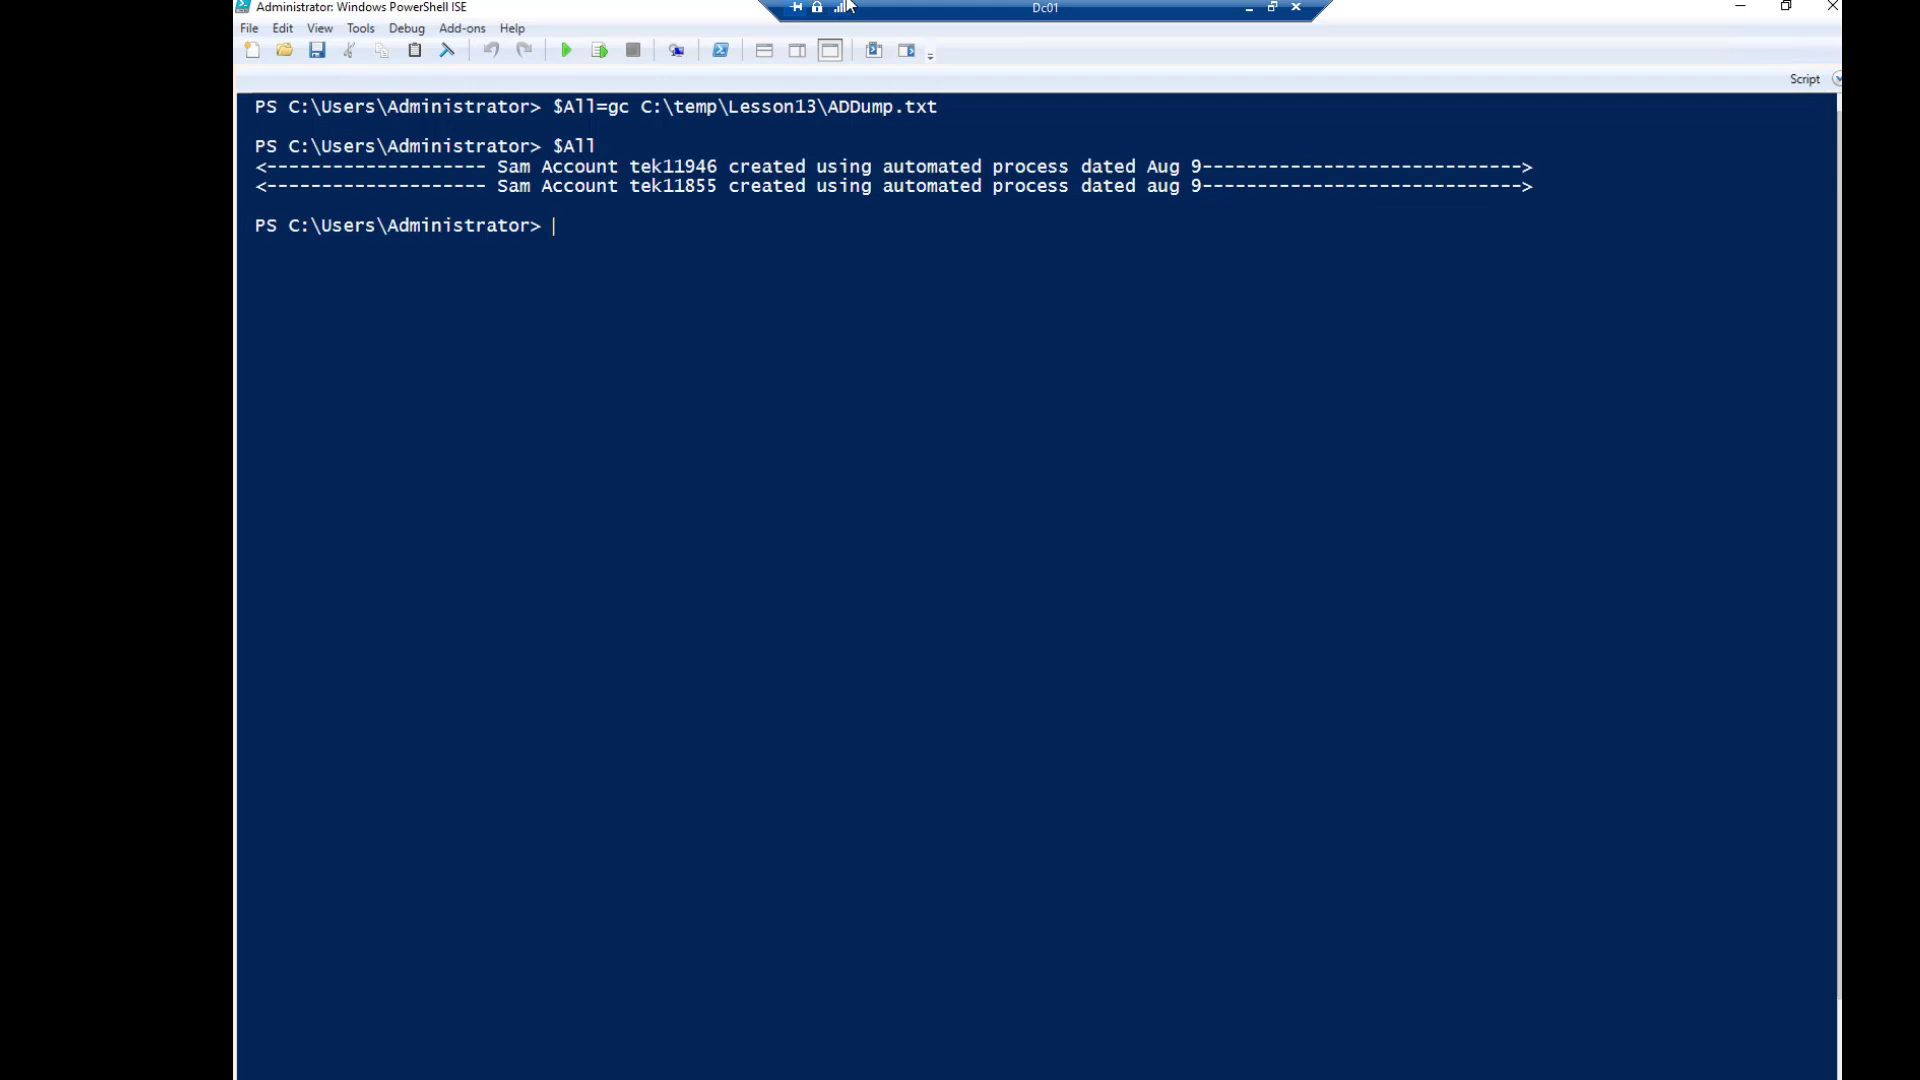 Administrator: Windows PowerShell ISE
Dc01
File Edit View Tools Debug Add-ons Help
Script
PS C:\Users\Administrator> $All=gc C:\temp\Lesson13\ADDump.txt
PS C:\Users\Administrator> $All
<-------------------- Sam Account tek11946 created using automated process dated Aug 9----------------------------->
<-------------------- Sam Account tek11855 created using automated process dated aug 9----------------------------->
PS C:\Users\Administrator>